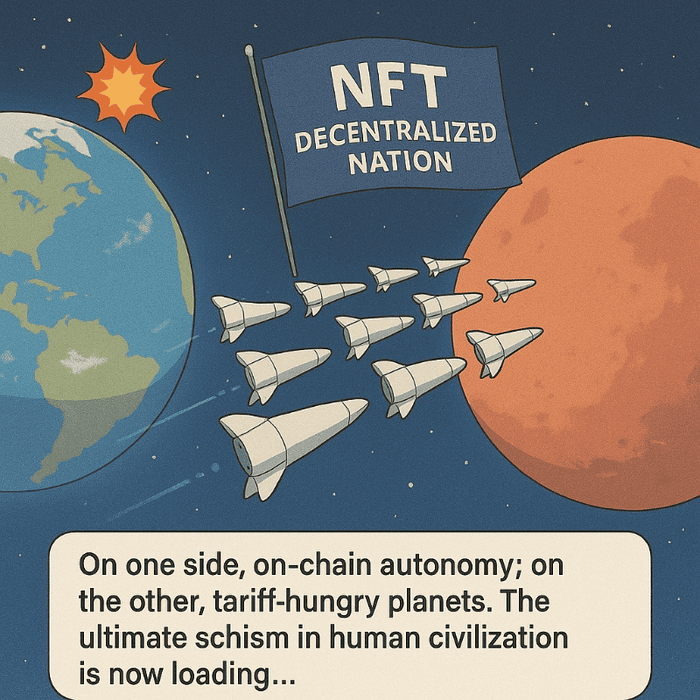 NFT
DECENTRALIZED
NATION
On one side, on-chain autonomy; on
the other, tariff-hungry planets. The
ultimate schism in human civilization
is now loading...